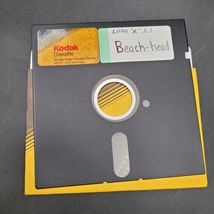 Kodak
Diskette
LOAD "*",8,1
Beach-head